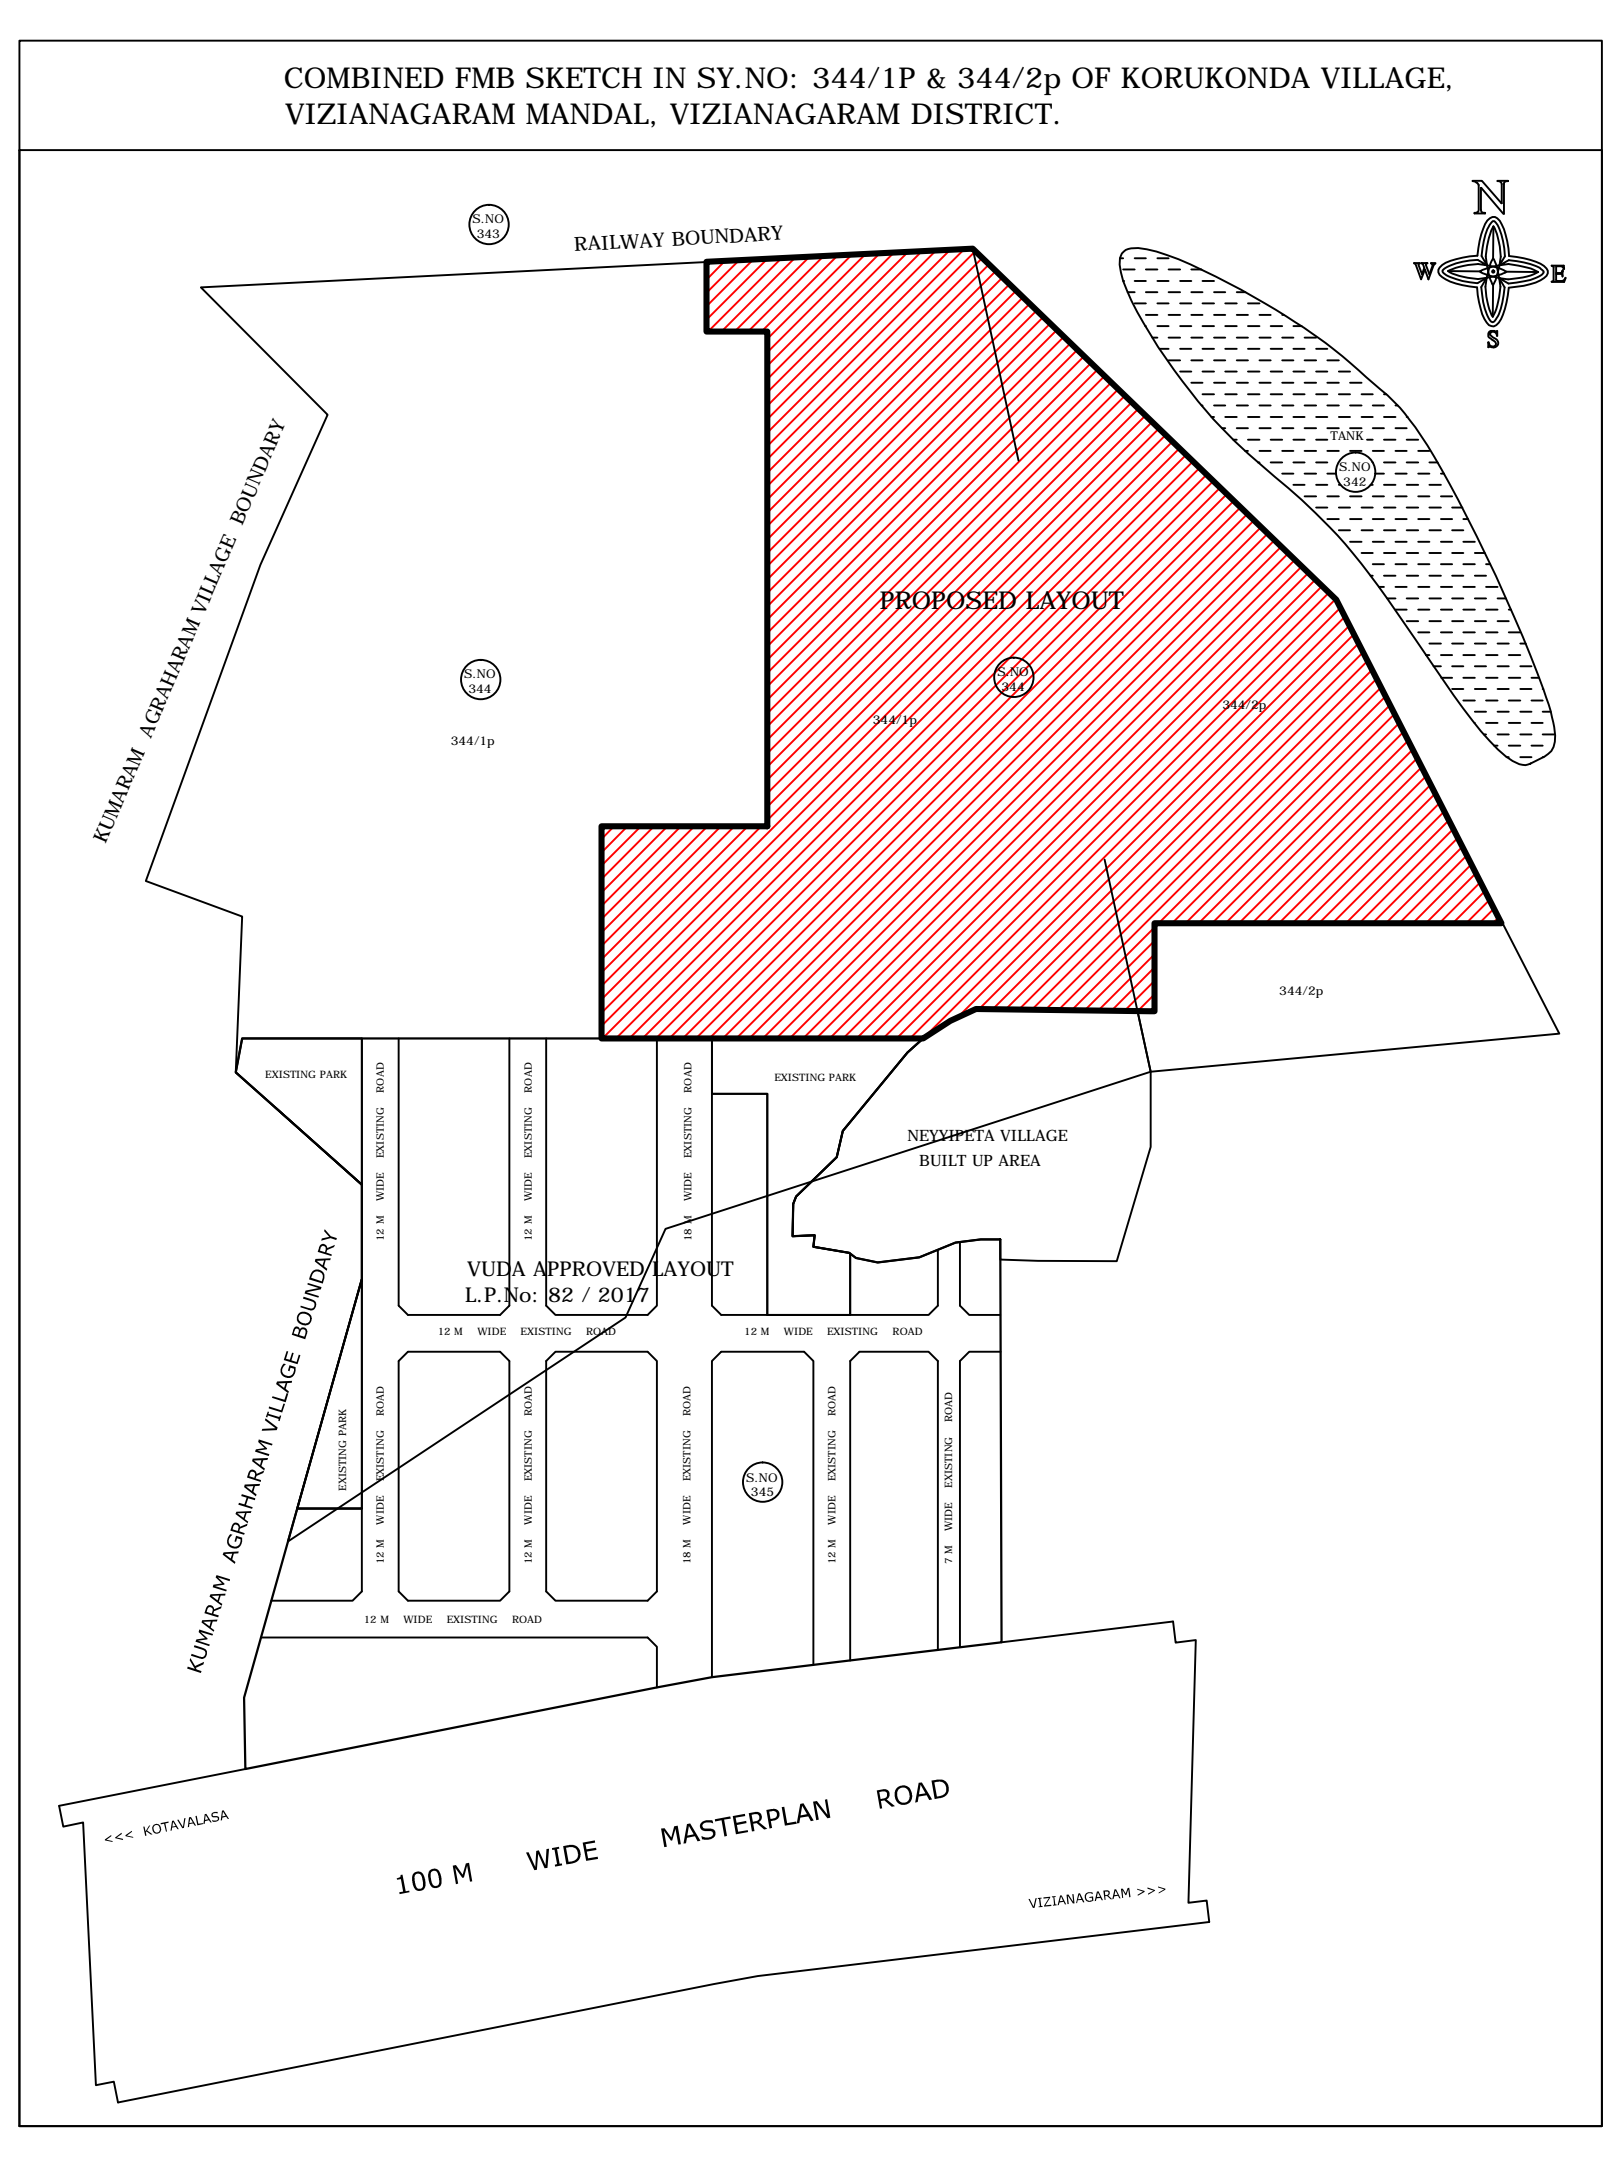 COMBINED FMB SKETCH IN SY.NO: 344/1P & 344/2p OF KORUKONDA VILLAGE,
VIZIANAGARAM MANDAL, VIZIANAGARAM DISTRICT.
N
W
E
S
S.NO
343
RAILWAY BOUNDARY
TANK
S.NO
342
KUMARAM AGRAHARAM VILLAGE BOUNDARY
PROPOSED LAYOUT
S.NO
344
344/1p
S.NO
344
344/1p
344/2p
344/2p
EXISTING PARK
12 M WIDE EXISTING ROAD
12 M WIDE EXISTING ROAD
18 M WIDE EXISTING ROAD
EXISTING PARK
NEYYIPETA VILLAGE
BUILT UP AREA
VUDA APPROVED LAYOUT
L.P.No: 82 / 2017
12 M WIDE EXISTING ROAD
12 M WIDE EXISTING ROAD
KUMARAM AGRAHARAM VILLAGE BOUNDARY
EXISTING PARK
12 M WIDE EXISTING ROAD
12 M WIDE EXISTING ROAD
18 M WIDE EXISTING ROAD
S.NO
345
12 M WIDE EXISTING ROAD
7 M WIDE EXISTING ROAD
12 M WIDE EXISTING ROAD
<<< KOTAVALASA
100 M WIDE MASTERPLAN ROAD
VIZIANAGARAM >>>